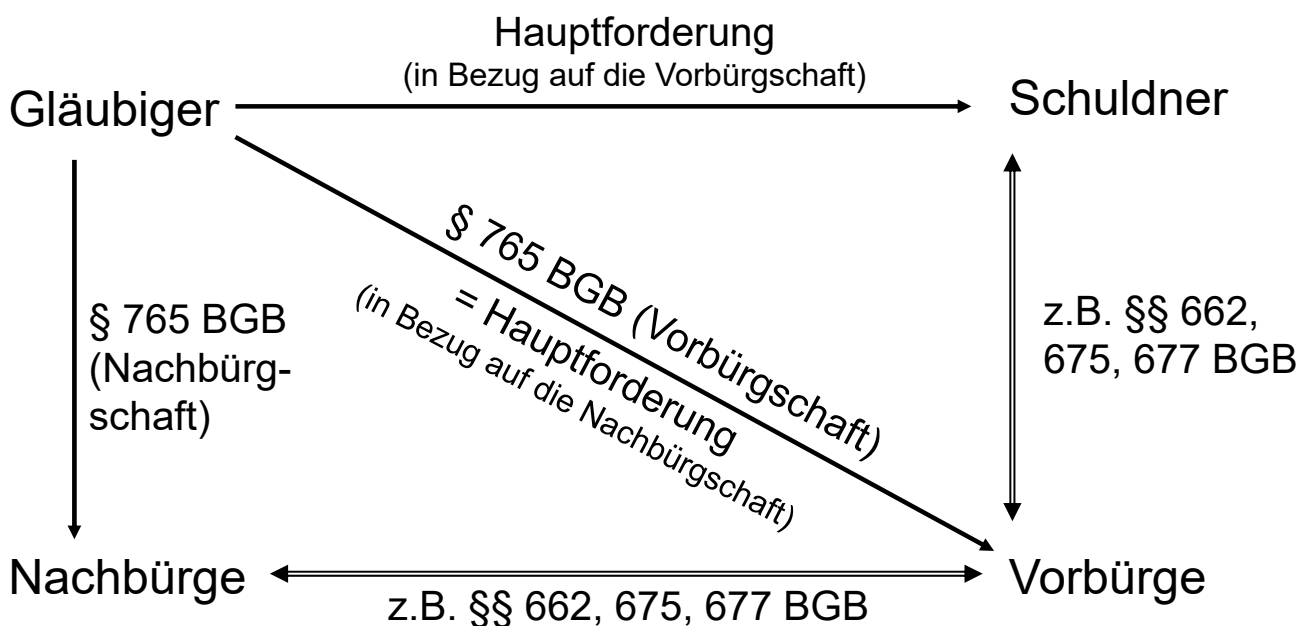 Hauptforderung
(in Bezug auf die Vorbürgschaft)
Gläubiger
Schuldner
§ 765 BGB (Vorbürgschaft)
= Hauptforderung
(in Bezug auf die Nachbürgschaft)
§ 765 BGB
(Nachbürg-
schaft)
z.B. §§ 662,
675, 677 BGB
Nachbürge
Vorbürge
z.B. §§ 662, 675, 677 BGB